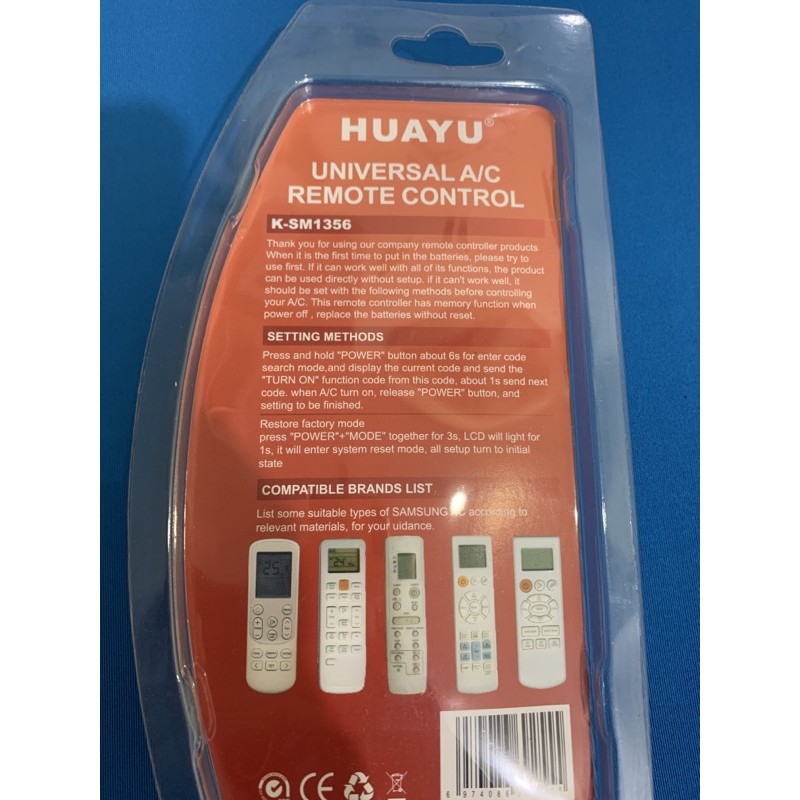 HUAYU®
UNIVERSAL A/C
REMOTE CONTROL
K-SM1356
Thank you for using our company remote controller products
When it is the first time to put in the batteries, please try to
use first. If it can work well with all of its functions, the product
can be used directly without setup. if it can't work well, it
should be set with the following methods before controlling
your A/C. This remote controller has memory function when
power off , replace the batteries without reset.
SETTING METHODS
Press and hold "POWER" button about 6s for enter code
search mode,and display the current code and send the
"TURN ON" function code from this code, about 1s send next
code. when A/C turn on, release "POWER" button, and
setting to be finished.
Restore factory mode
press "POWER"+"MODE" together for 3s, LCD will light for
1s, it will enter system reset mode, all setup turn to initial
state
COMPATIBLE BRANDS LIST
List some suitable types of SAMSUNG according to
relevant materials, for your uidance.
CE
6 974086